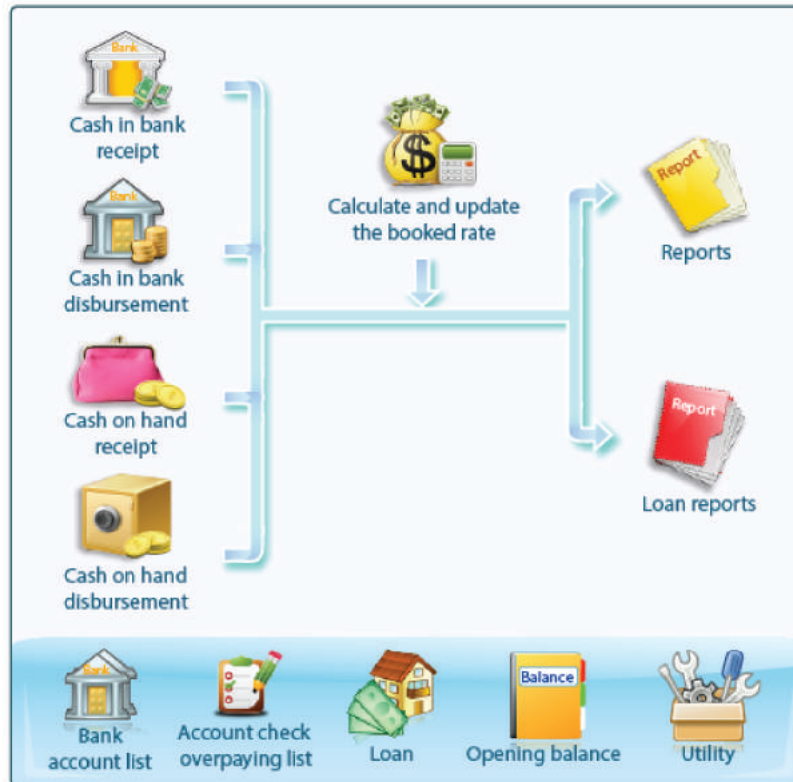 Bank
Cash in bank
receipt
Bank
Cash in bank
disbursement
Cash on hand
receipt
Cash on hand
disbursement
$
Calculate and update
the booked rate
Report
Reports
Report
Loan reports
Bank
Bank
account list
Account check
overpaying list
Loan
Balance
Opening balance
Utility